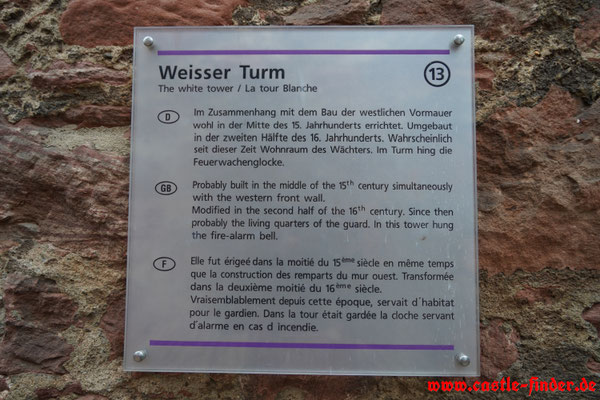 Weisser Turm
13
The white tower / La tour Blanche
D
Im Zusammenhang mit dem Bau der westlichen Vormauer
wohl in der Mitte des 15. Jahrhunderts errichtet. Umgebaut
in der zweiten Hälfte des 16. Jahrhunderts. Wahrscheinlich
seit dieser Zeit Wohnraum des Wächters. Im Turm hing die
Feuerwachenglocke.
GB
Probably built in the middle of the 15th century simultaneously
with the western front wall.
Modified in the second half of the 16th century. Since then
probably the living quarters of the guard. In this tower hung
the fire-alarm bell.
F
Elle fut érigée dans la moitié du 15ème siècle en même temps
que la construction des remparts du mur ouest. Transformée
dans la deuxième moitié du 16ème siècle.
Vraisemblablement depuis cette époque, servait d´habitat
pour le gardien. Dans la tour était gardée la cloche servant
d´alarme en cas d incendie.
www.castle-finder.de